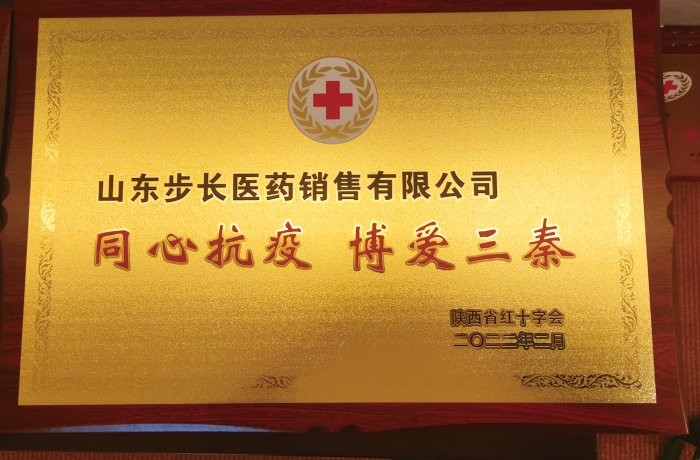 山东步长医药销售有限公司
同心抗疫 博爱三秦
陕西省红十字会
二〇二二年二月